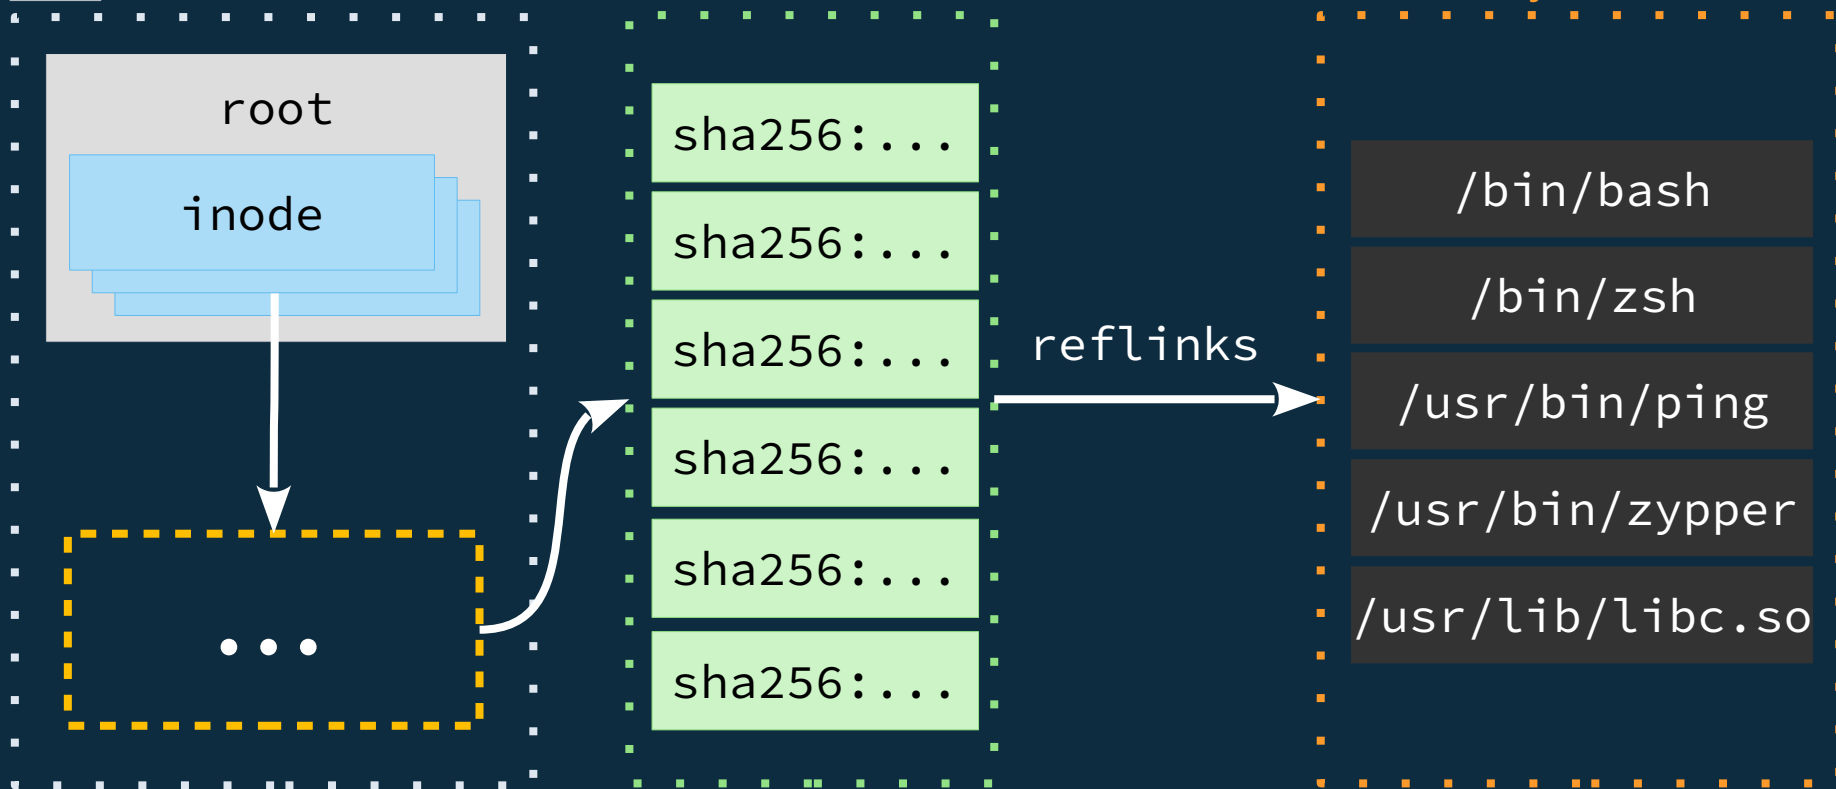 root
inode
...
sha256:...
sha256:...
sha256:...
sha256:...
sha256:...
sha256:...
reflinks
/bin/bash
/bin/zsh
/usr/bin/ping
/usr/bin/zypper
/usr/lib/libc.so